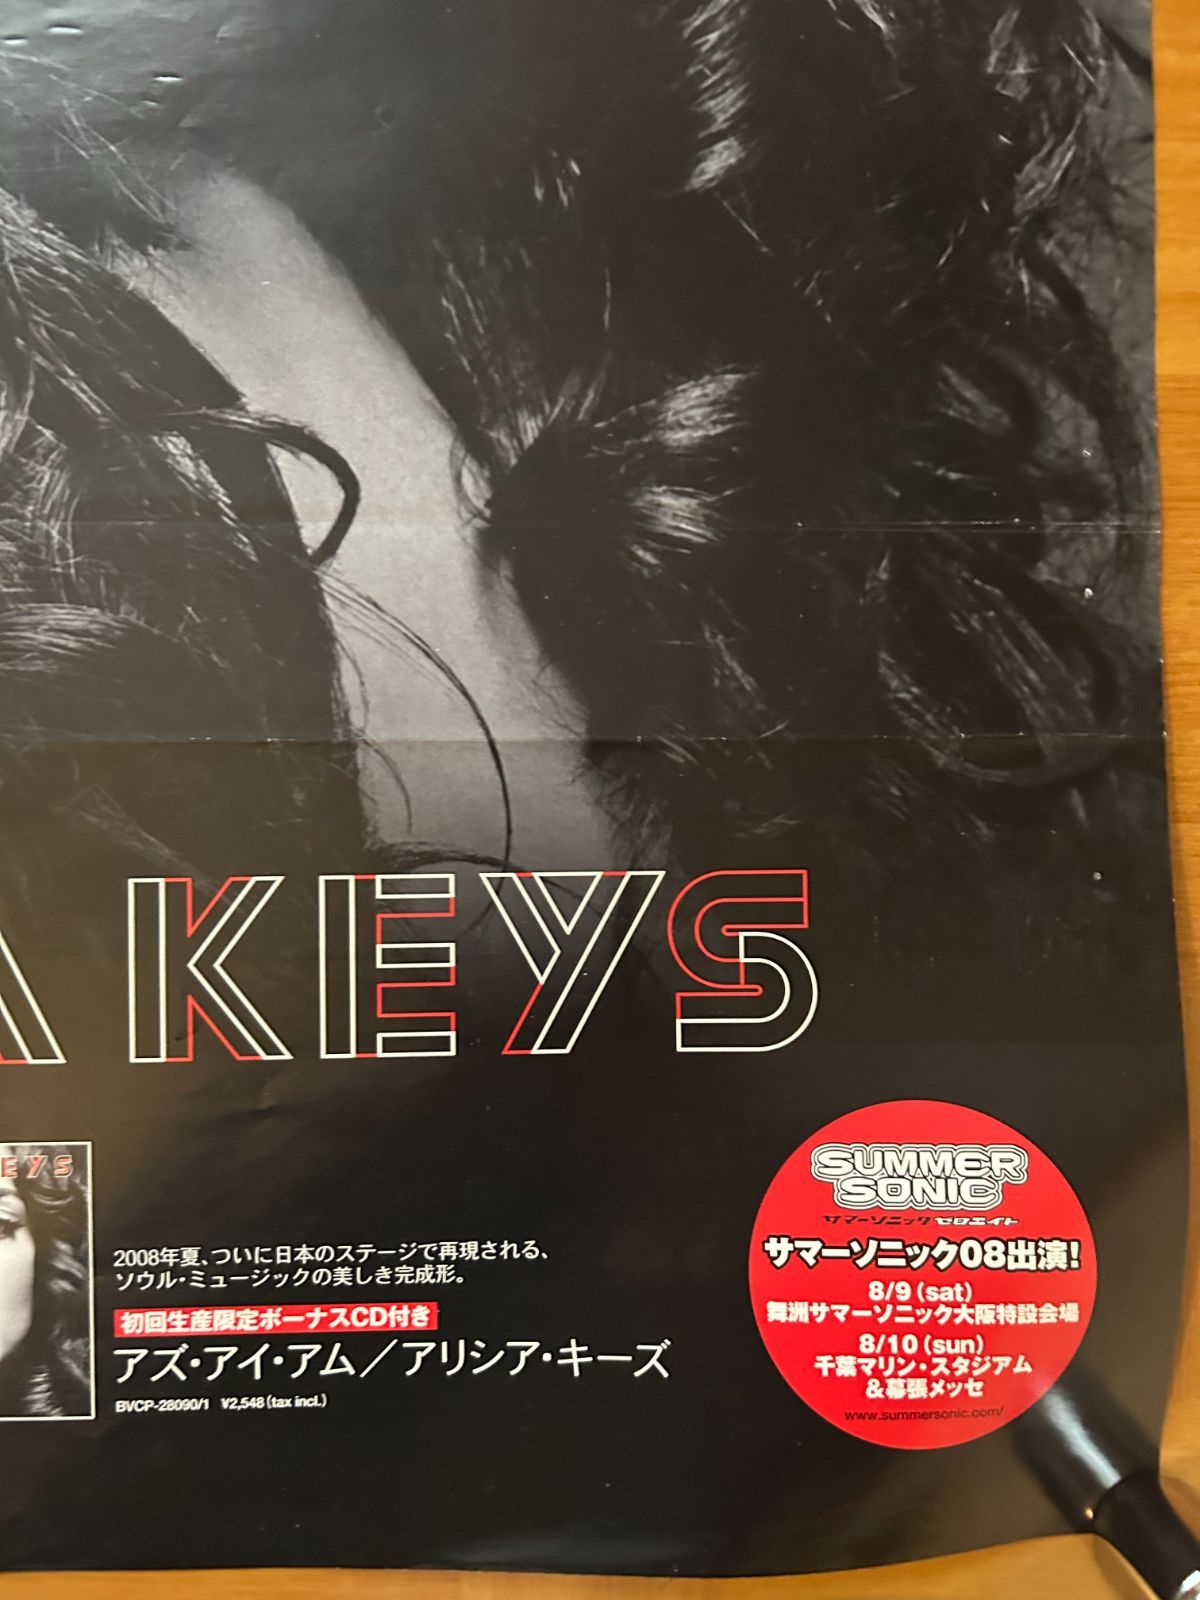 A KEYS
EYS
2008年夏、ついに日本のステージで再現される、
ソウル・ミュージックの美しき完成形。
初回生産限定ボーナスCD付き
アズ・アイ・アム／アリシア・キーズ
BVCP-28090/1 ¥2,548 (tax incl.)
SUMMER
SONIC
サマーソニック ゼロエイト
サマーソニック08出演!
8/9 (sat)
舞洲サマーソニック大阪特設会場
8/10 (sun)
千葉マリン・スタジアム
&幕張メッセ
www.summersonic.com/